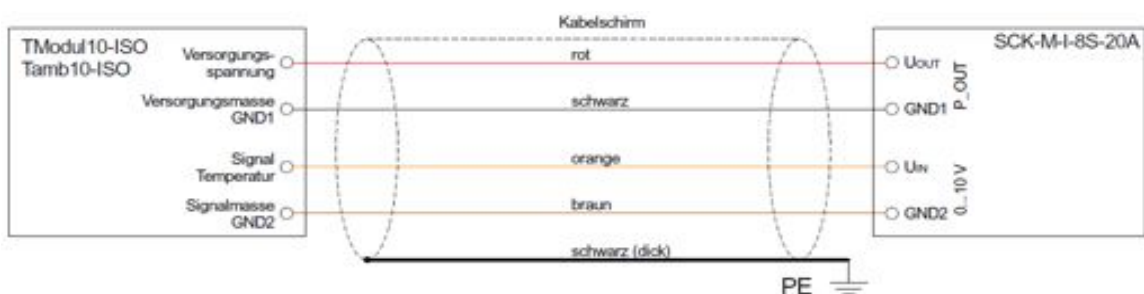 Kabelschirm
TModul10-ISO
Tamb10-ISO
Versorgungs-
spannung
rot
UOUT
SCK-M-I-8S-20A
Versorgungsmasse
GND1
schwarz
GND1
P_OUT
Signal
Temperatur
orange
UIN
Signalmasse
GND2
braun
GND2
0...10 V
schwarz (dick)
PE